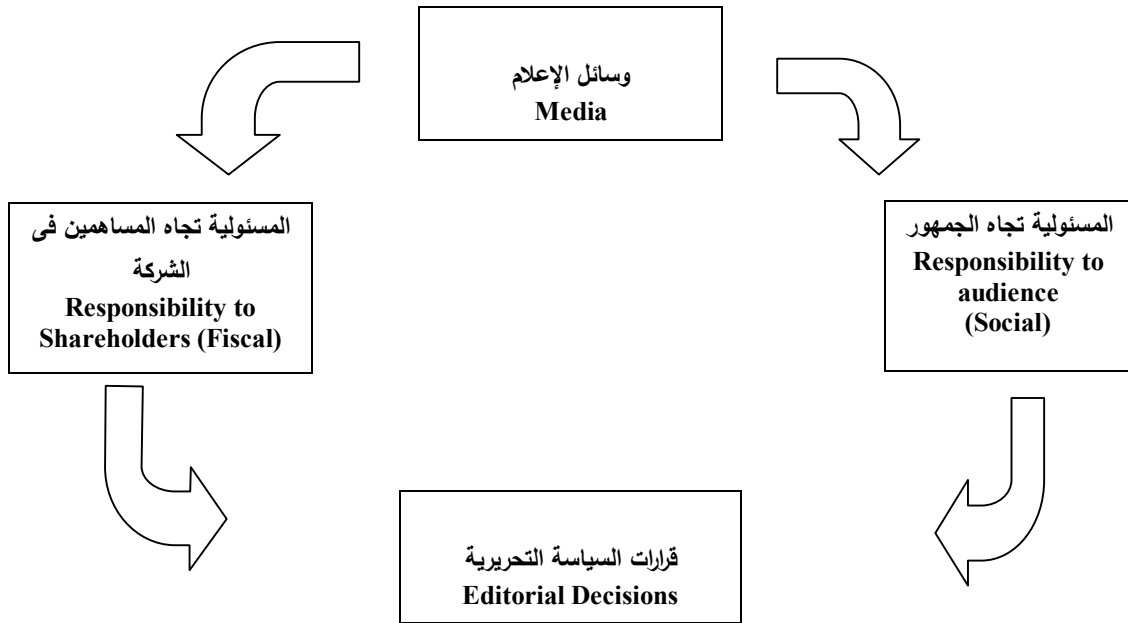 وسائل الإعلام
Media
المسئولية تجاه المساهمين فى
الشركة
Responsibility to
Shareholders (Fiscal)
المسئولية تجاه الجمهور
Responsibility to
audience
(Social)
قرارات السياسة التحريرية
Editorial Decisions